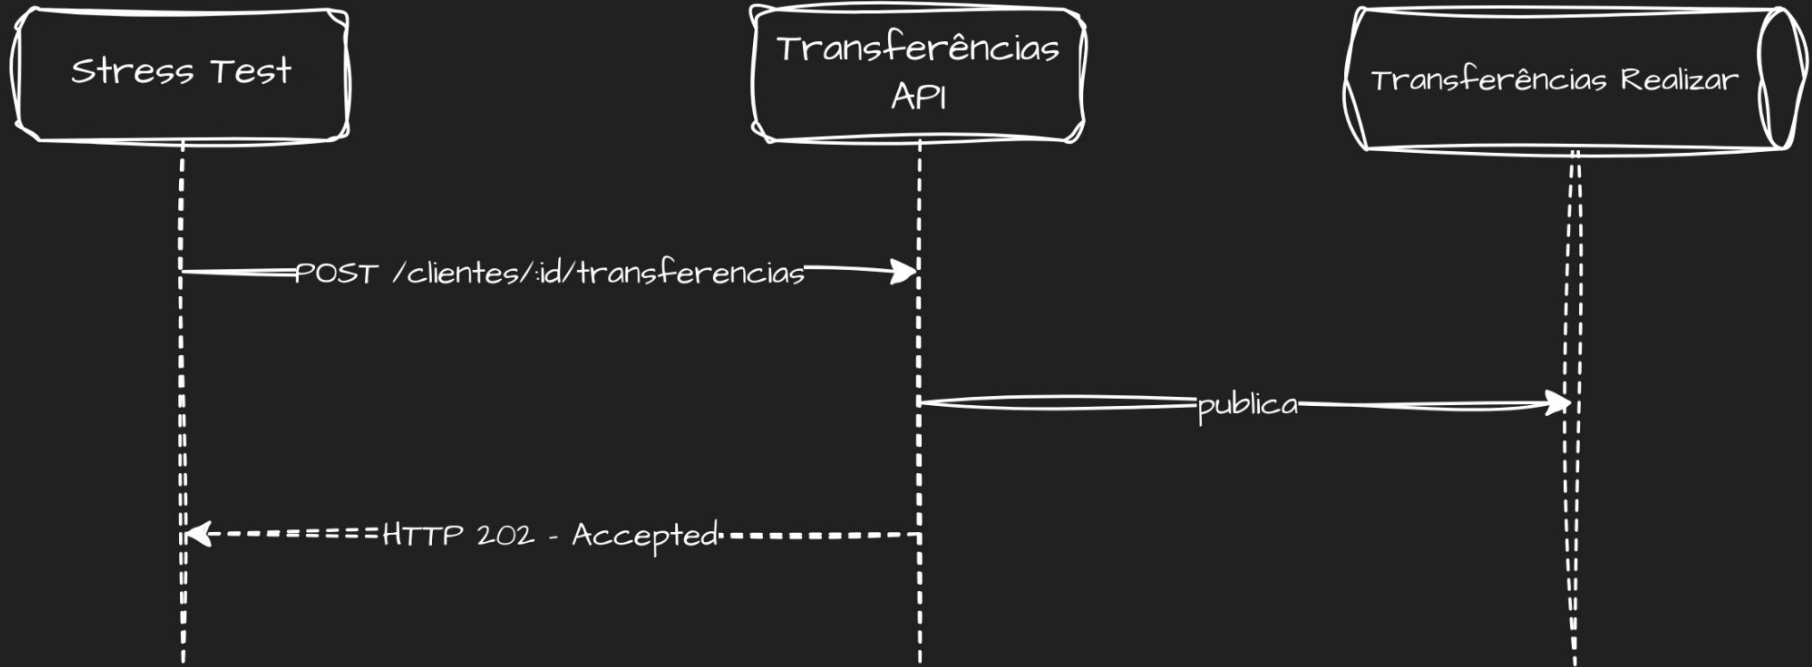 Stress Test
Transferências
API
Transferências Realizar
POST /clientes/:id/transferencias
publica
HTTP 202 - Accepted